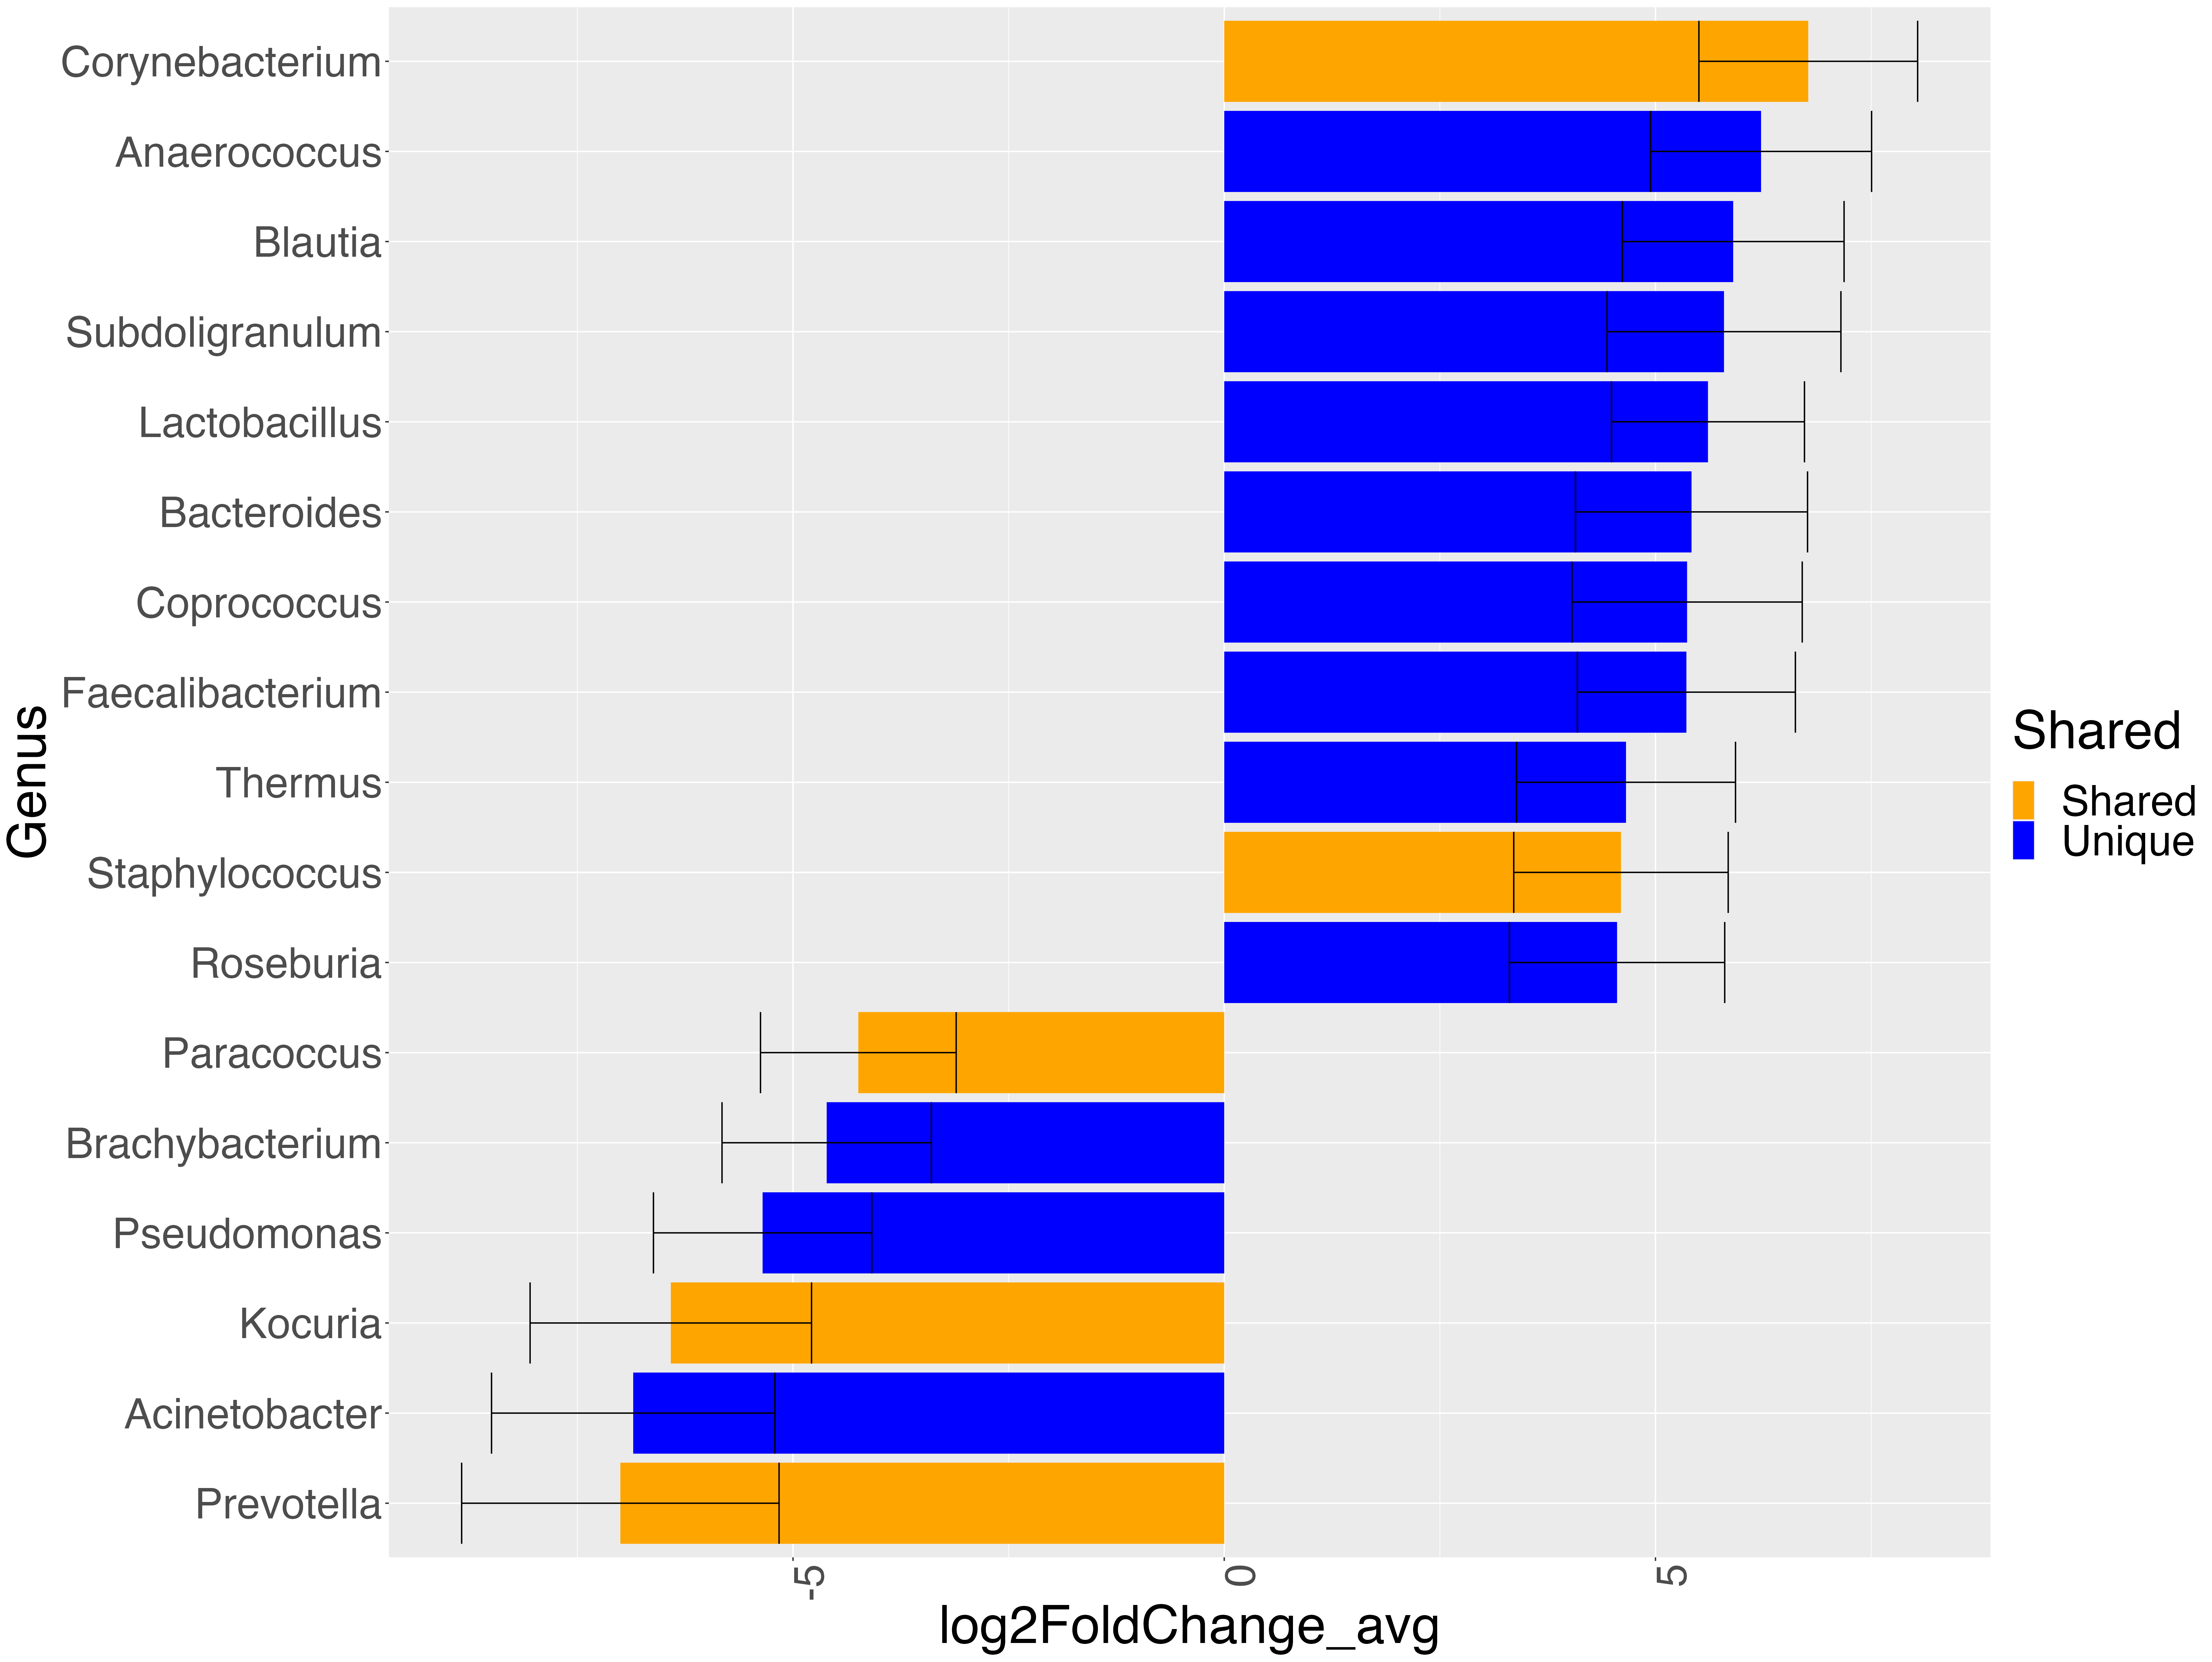 Genus
Corynebacterium
Anaerococcus
Blautia
Subdoligranulum
Lactobacillus
Bacteroides
Coprococcus
Faecalibacterium
Thermus
Staphylococcus
Roseburia
Paracoccus
Brachybacterium
Pseudomonas
Kocuria
Acinetobacter
Prevotella
-5
0
5
log2FoldChange_avg
Shared
Shared
Unique